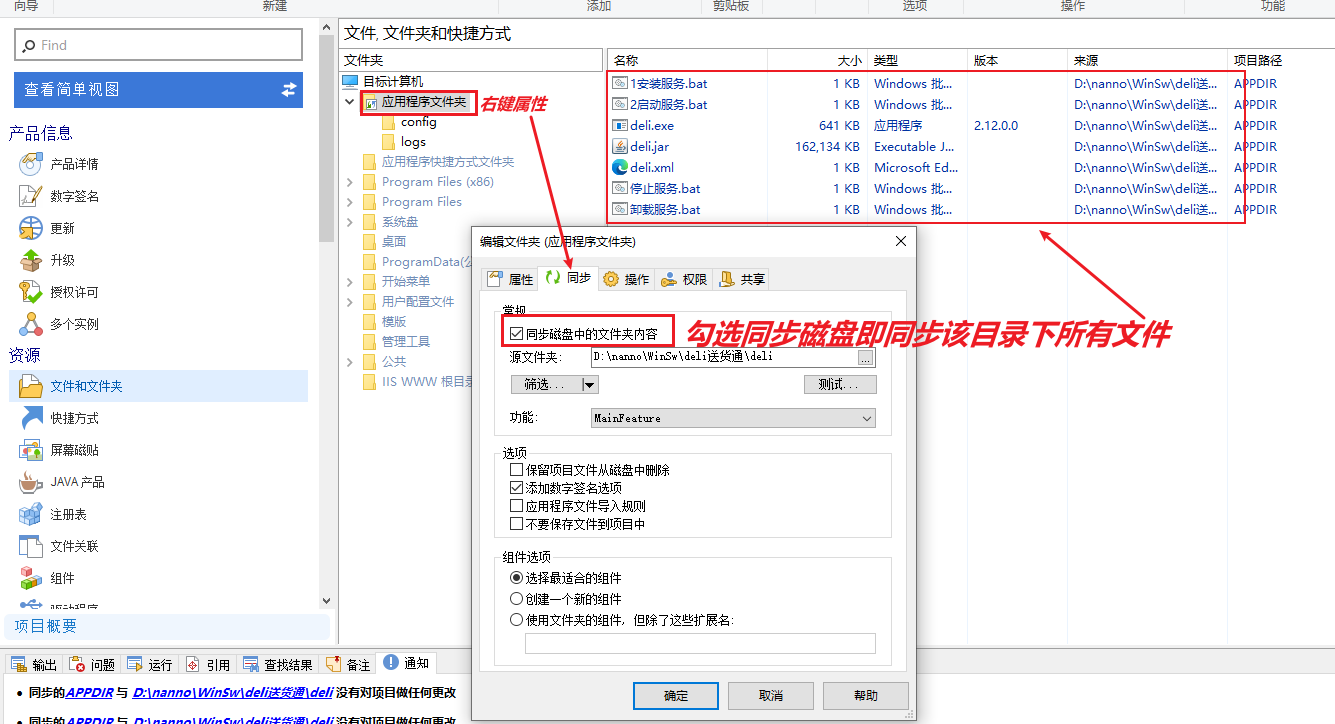 向导
新建
添加
剪贴板
选项
操作
功能
Find
查看简单视图
产品信息
产品详情
数字签名
更新
升级
授权许可
多个实例
资源
文件和文件夹
快捷方式
屏幕磁贴
JAVA 产品
注册表
文件关联
组件
驱动程序
项目概要
文件, 文件夹和快捷方式
文件夹
目标计算机
应用程序文件夹
config
logs
应用程序快捷方式文件夹
Program Files (x86)
Program Files
系统盘
桌面
ProgramData(公
开始菜单
用户配置文件
模版
管理工具
公共
IIS WWW 根目录
右键属性
名称 大小 类型 版本 来源 项目路径
1安装服务.bat 1 KB Windows 批... D:\nanno\WinSw\deli送... APPDIR
2启动服务.bat 1 KB Windows 批... D:\nanno\WinSw\deli送... APPDIR
deli.exe 641 KB 应用程序 2.12.0.0 D:\nanno\WinSw\deli送... APPDIR
deli.jar 162,134 KB Executable J... D:\nanno\WinSw\deli送... APPDIR
deli.xml 1 KB Microsoft Ed... D:\nanno\WinSw\deli送... APPDIR
停止服务.bat 1 KB Windows 批... D:\nanno\WinSw\deli送... APPDIR
卸载服务.bat 1 KB Windows 批... D:\nanno\WinSw\deli送... APPDIR
编辑文件夹 (应用程序文件夹)
属性 同步 操作 权限 共享
常规
同步磁盘中的文件夹内容
勾选同步磁盘即同步该目录下所有文件
源文件夹: D:\nanno\WinSw\deli送货通\deli ...
筛选... 测试...
功能: MainFeature
选项
保留项目文件从磁盘中删除
添加数字签名选项
应用程序文件导入规则
不要保存文件到项目中
组件选项
选择最适合的组件
创建一个新的组件
使用文件夹的组件, 但除了这些扩展名:
确定 取消 帮助
输出 问题 运行 引用 查找结果 备注 通知
• 同步的APPDIR 与 D:\nanno\WinSw\deli送货通\deli 没有对项目做任何更改
• 同步的APPDIR 与 D:\nanno\WinSw\deli送货通\deli 没有对项目做任何更改